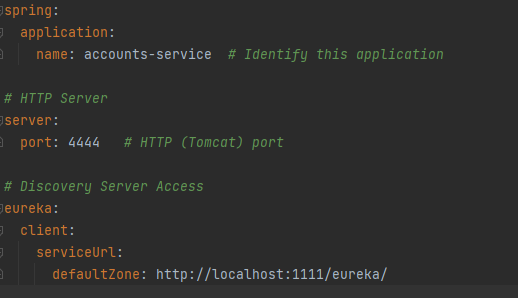 spring:
  application:
    name: accounts-service  # Identify this application
# HTTP Server
server:
  port: 4444   # HTTP (Tomcat) port
# Discovery Server Access
eureka:
  client:
    serviceUrl:
      defaultZone: http://localhost:1111/eureka/